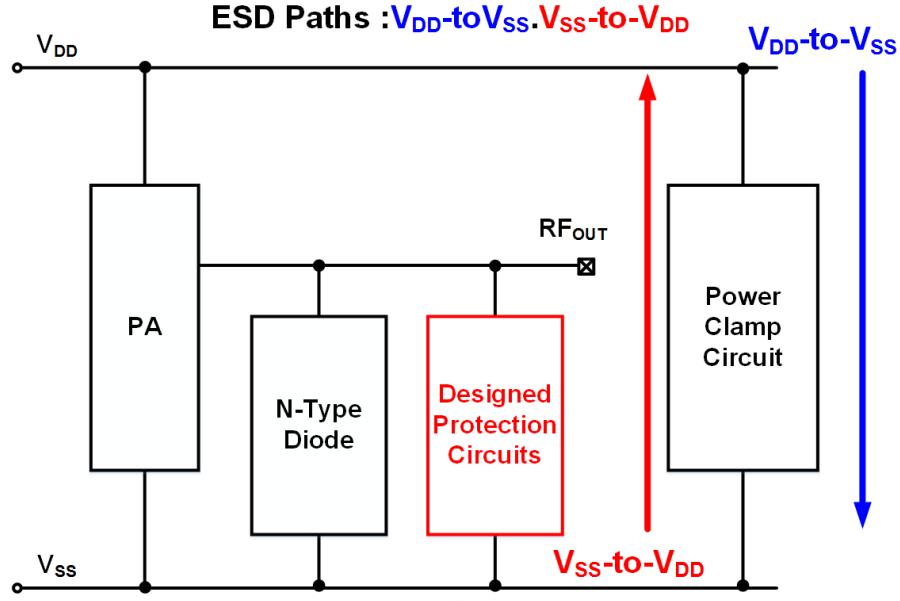 ESD Paths :VDD-toVSS.VSS-to-VDD
VDD
VDD-to-VSS
RFOUT
PA
N-Type
Diode
Designed
Protection
Circuits
Power
Clamp
Circuit
VSS
VSS-to-VDD